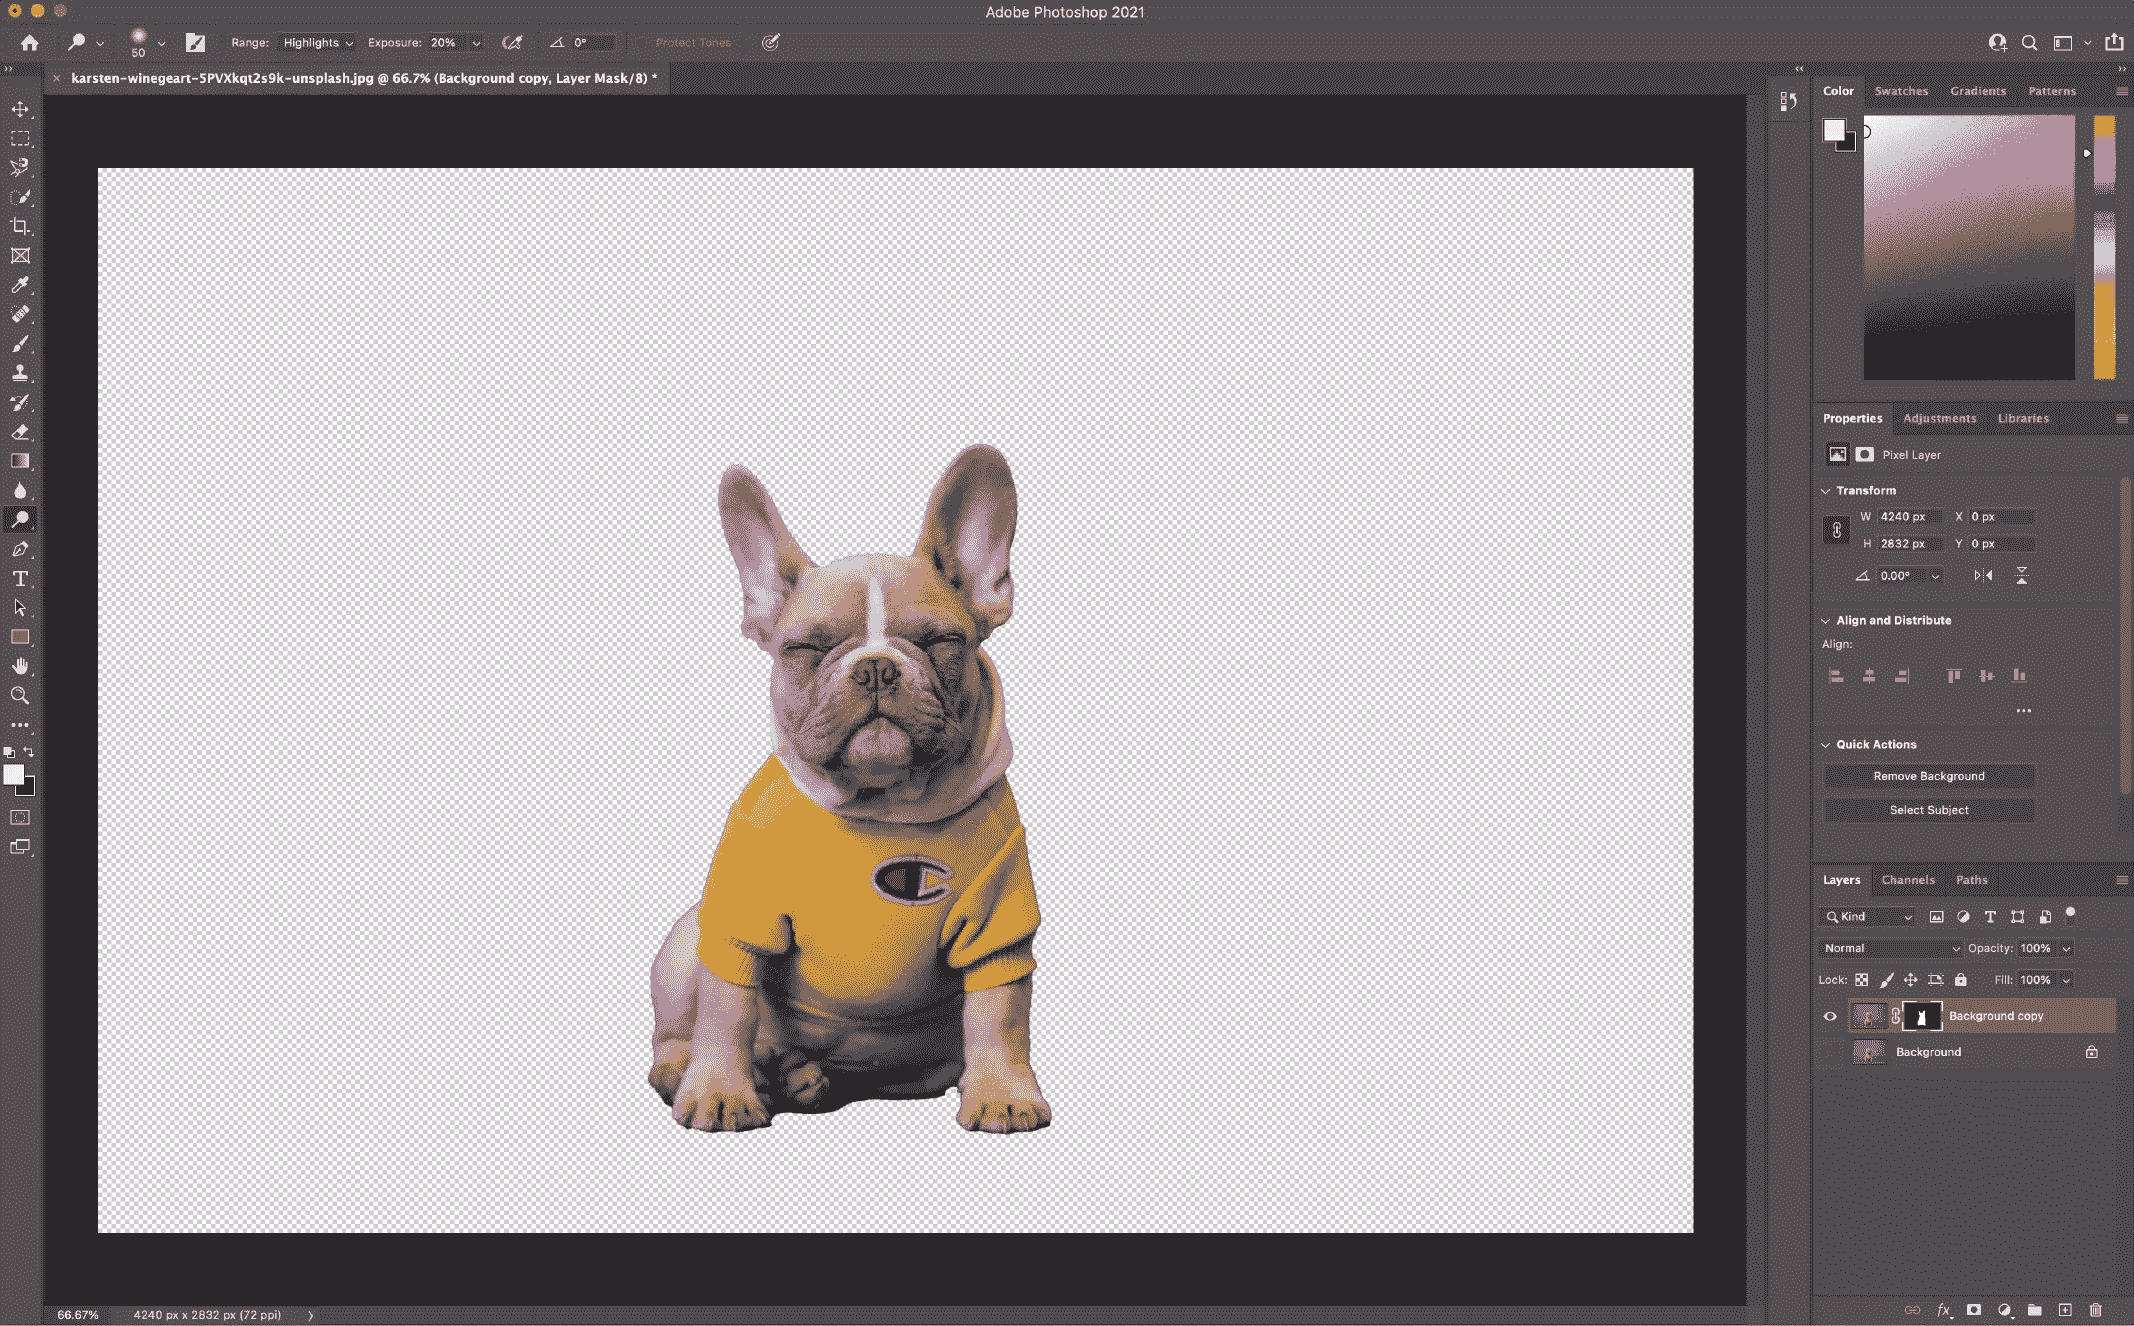 Adobe Photoshop 2021
50
Range: Highlights Exposure: 20% 0° Protect Tones
× karsten-winegeart-5PVXkqt2s9k-unsplash.jpg @ 66.7% (Background copy, Layer Mask/8) *
Color Swatches Gradients Patterns
Properties Adjustments Libraries
Pixel Layer
Transform
W 4240 px X 0 px
H 2832 px Y 0 px
0.00°
Align and Distribute
Align:
Quick Actions
Remove Background
Select Subject
Layers Channels Paths
Kind
Normal Opacity: 100%
Lock: Fill: 100%
Background copy
Background
66.67% 4240 px x 2832 px (72 ppi)
fx